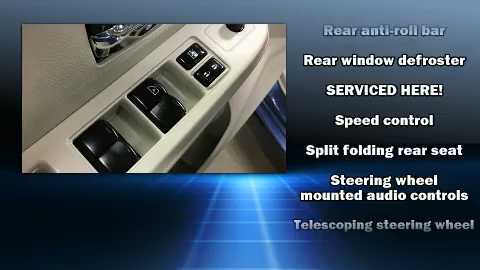 Rear anti-roll bar
Rear window defroster
SERVICED HERE!
Speed control
Split folding rear seat
Steering wheel
mounted audio controls
Telescoping steering wheel